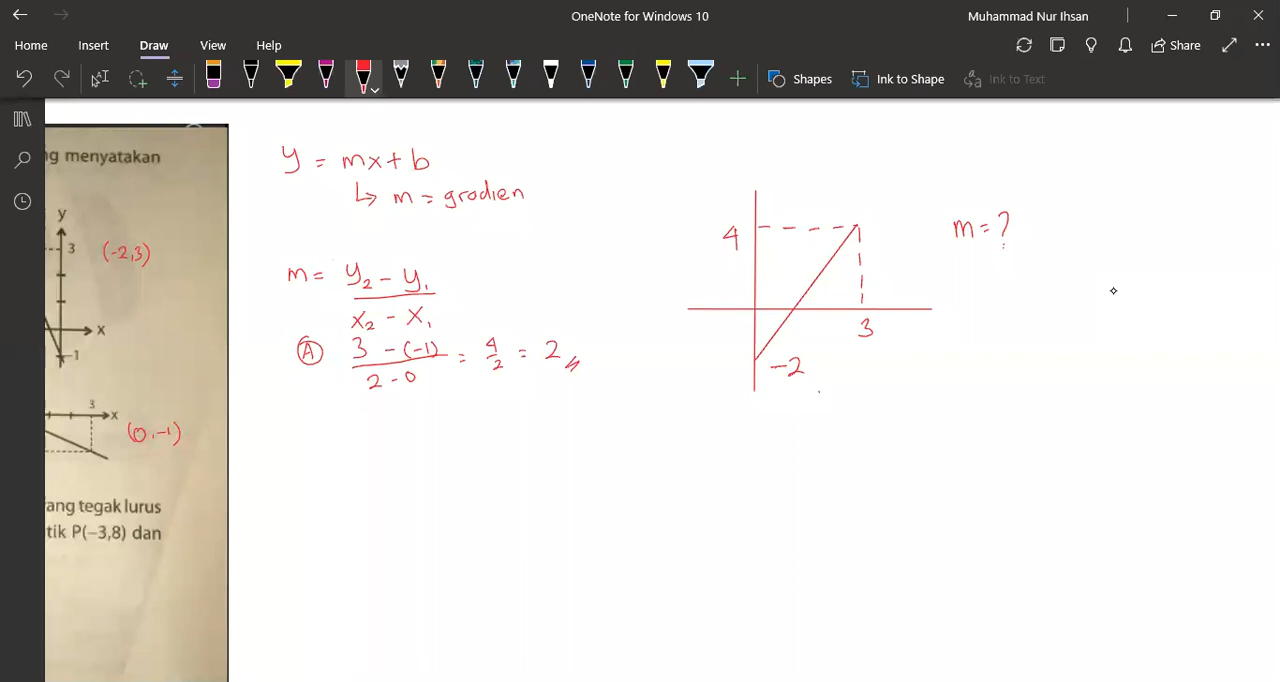 OneNote for Windows 10
Muhammad Nur Ihsan
Home Insert Draw View Help
Share
Shapes Ink to Shape Ink to Text
ng menyatakan
y
3
(-2,3)
x
-1
3
x
(0,-1)
ang tegak lurus
tik P(−3,8) dan
y = mx + b
↳ m = gradien
m = y₂ - y₁
x₂ - x₁
A 3 - (-1) = 4 = 2
2 - 0 2
4
3
-2
m = ?